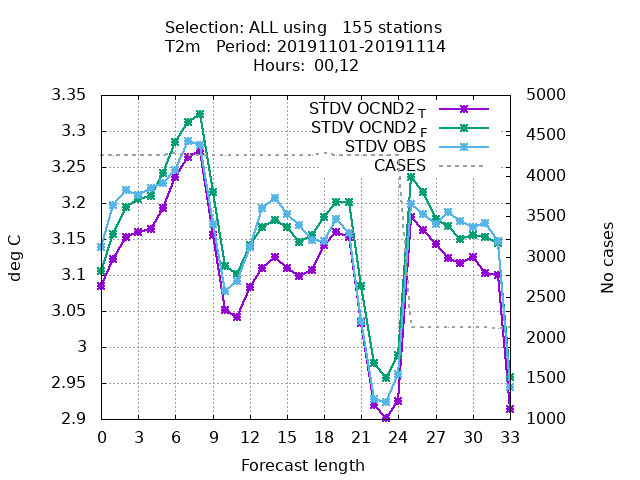 Selection: ALL using   155 stations
T2m   Period: 20191101-20191114
Hours:  00,12
3.35
3.3
3.25
3.2
3.15
3.1
3.05
3
2.95
2.9
deg C
STDV OCND2 T
STDV OCND2 F
STDV OBS
CASES
5000
4500
4000
3500
3000
2500
2000
1500
1000
No cases
0 3 6 9 12 15 18 21 24 27 30 33
Forecast length